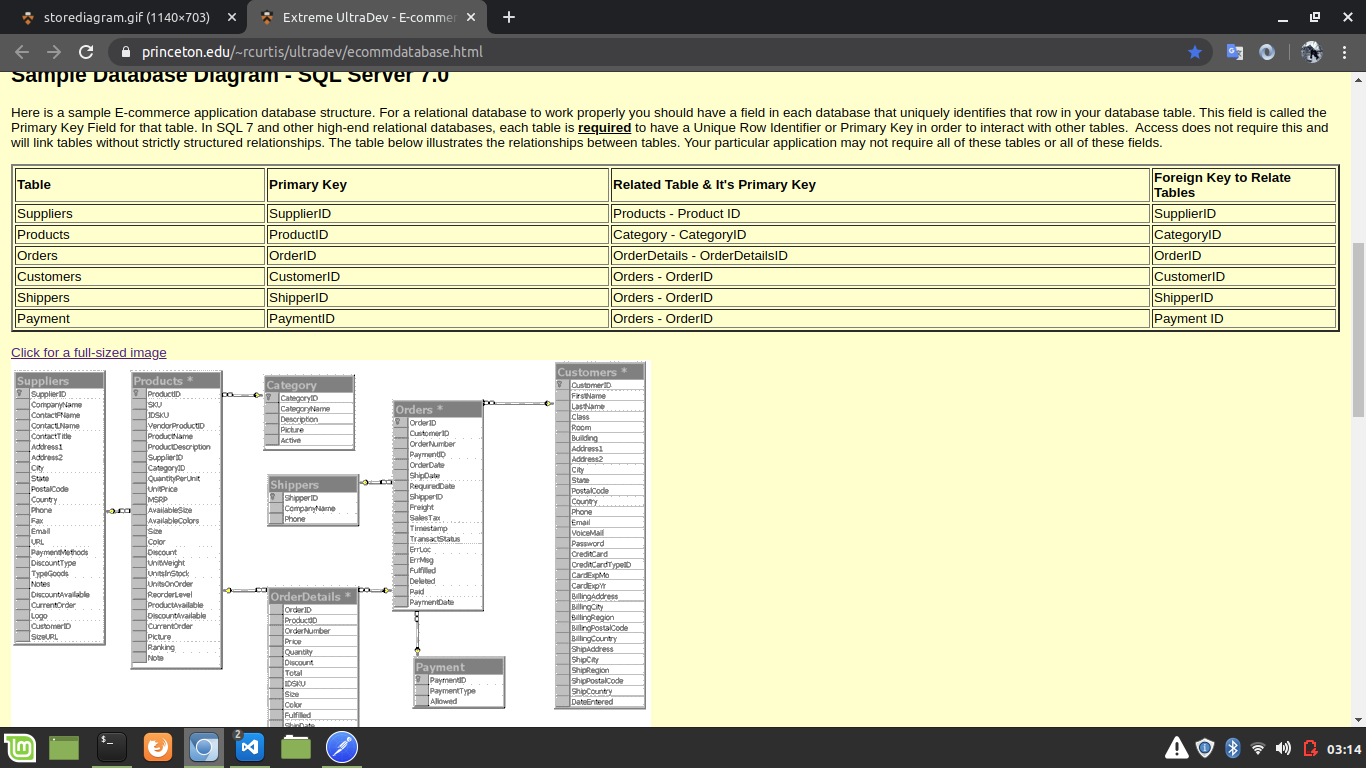 storediagram.gif (1140×703)
Extreme UltraDev - E-commer
princeton.edu/~rcurtis/ultradev/ecommdatabase.html
Sample Database Diagram - SQL Server 7.0
Here is a sample E-commerce application database structure. For a relational database to work properly you should have a field in each database that uniquely identifies that row in your database table. This field is called the
Primary Key Field for that table. In SQL 7 and other high-end relational databases, each table is required to have a Unique Row Identifier or Primary Key in order to interact with other tables.  Access does not require this and
will link tables without strictly structured relationships. The table below illustrates the relationships between tables. Your particular application may not require all of these tables or all of these fields.
Table Primary Key Related Table & It's Primary Key Foreign Key to Relate
Tables
Suppliers SupplierID Products - Product ID SupplierID
Products ProductID Category - CategoryID CategoryID
Orders OrderID OrderDetails - OrderDetailsID OrderID
Customers CustomerID Orders - OrderID CustomerID
Shippers ShipperID Orders - OrderID ShipperID
Payment PaymentID Orders - OrderID Payment ID
Click for a full-sized image
Suppliers
SupplierID
CompanyName
ContactFName
ContactLName
ContactTitle
Address1
Address2
City
State
PostalCode
Country
Phone
Fax
Email
URL
PaymentMethods
DiscountType
TypeGoods
Notes
DiscountAvailable
CurrentOrder
Logo
CustomerID
SizeURL
Products *
ProductID
SKU
IDSKU
VendorProductID
ProductName
ProductDescription
SupplierID
CategoryID
QuantityPerUnit
UnitPrice
MSRP
AvailableSize
AvailableColors
Size
Color
Discount
UnitWeight
UnitsInStock
UnitsOnOrder
ReorderLevel
ProductAvailable
DiscountAvailable
CurrentOrder
Picture
Ranking
Note
Category
CategoryID
CategoryName
Description
Picture
Active
Shippers
ShipperID
CompanyName
Phone
OrderDetails *
OrderID
ProductID
OrderNumber
Price
Quantity
Discount
Total
IDSKU
Size
Color
Fulfilled
ShipDate
Orders *
OrderID
CustomerID
OrderNumber
PaymentID
OrderDate
ShipDate
RequiredDate
ShipperID
Freight
SalesTax
Timestamp
TransactStatus
ErrLoc
ErrMsg
Fulfilled
Deleted
Paid
PaymentDate
Payment
PaymentID
PaymentType
Allowed
Customers *
CustomerID
FirstName
LastName
Class
Room
Building
Address1
Address2
City
State
PostalCode
Country
Phone
Email
VoiceMail
Password
CreditCard
CreditCardTypeID
CardExpMo
CardExpYr
BillingAddress
BillingCity
BillingRegion
BillingPostalCode
BillingCountry
ShipAddress
ShipCity
ShipRegion
ShipPostalCode
ShipCountry
DateEntered
2
03:14